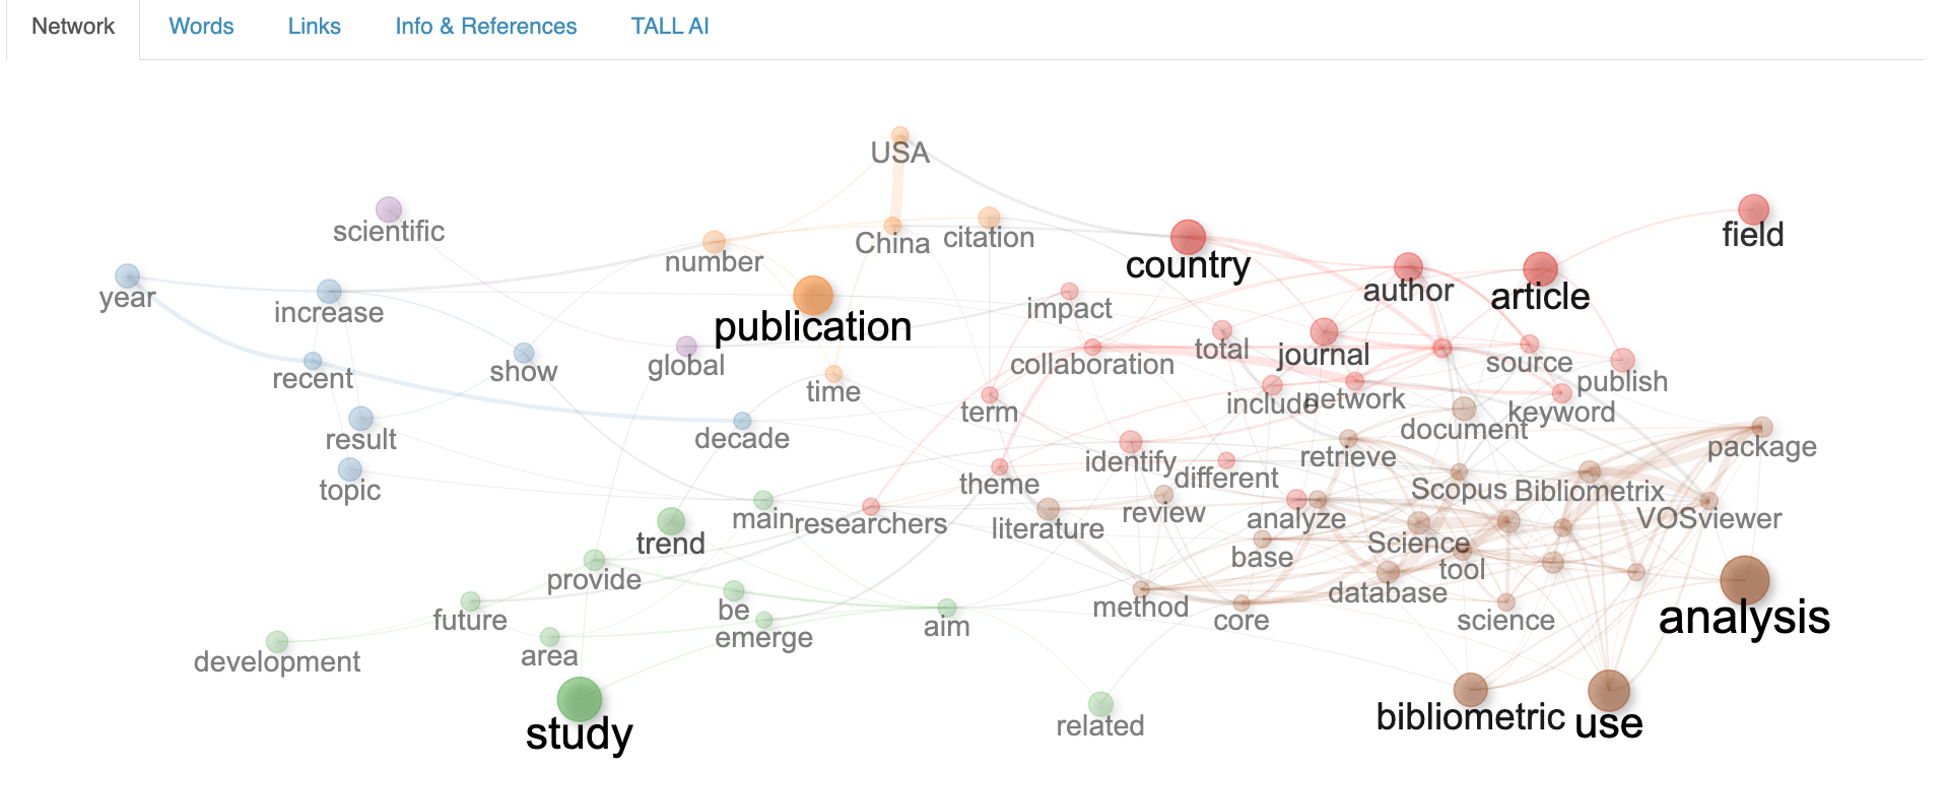 Network Words Links Info & References TALL AI
USA
scientific
number
China
citation
country
field
year
increase
publication
impact
author
article
recent
show
global
time
collaboration
total
journal
source
publish
result
decade
term
include
network
keyword
document
topic
identify
different
retrieve
package
theme
Scopus
Bibliometrix
trend
main
researchers
literature
review
analyze
VOSviewer
provide
base
Science
tool
future
be
emerge
aim
method
core
database
science
analysis
development
area
study
related
bibliometric
use